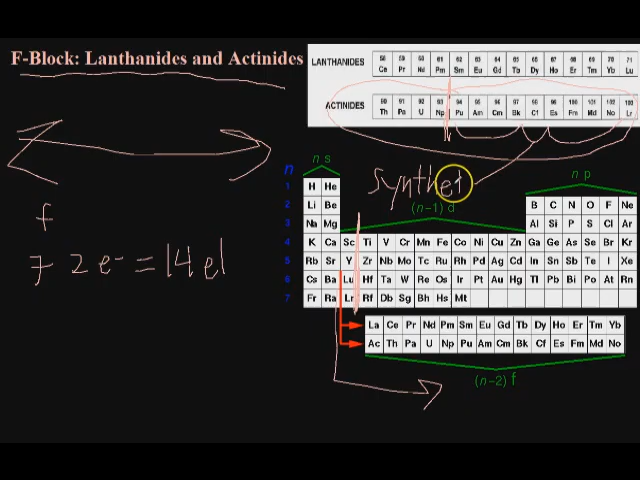 F-Block: Lanthanides and Actinides
LANTHANIDES
58 59 60 61 62 63 64 65 66 67 68 69 70 71
Ce Pr Nd Pm Sm Eu Gd Tb Dy Ho Er Tm Yb Lu
ACTINIDES
90 91 92 93 94 95 96 97 98 99 100 101 102 103
Th Pa U Np Pu Am Cm Bk Cf Es Fm Md No Lr
synthet
f
7 2 e- = 14 el
n
n s
(n-1) d
n p
1 H He
2 Li Be B C N O F Ne
3 Na Mg Al Si P S Cl Ar
4 K Ca Sc Ti V Cr Mn Fe Co Ni Cu Zn Ga Ge As Se Br Kr
5 Rb Sr Y Zr Nb Mo Tc Ru Rh Pd Ag Cd In Sn Sb Te I Xe
6 Cs Ba Lu Hf Ta W Re Os Ir Pt Au Hg Tl Pb Bi Po At Rn
7 Fr Ra Lr Rf Db Sg Bh Hs Mt
La Ce Pr Nd Pm Sm Eu Gd Tb Dy Ho Er Tm Yb
Ac Th Pa U Np Pu Am Cm Bk Cf Es Fm Md No
(n-2) f